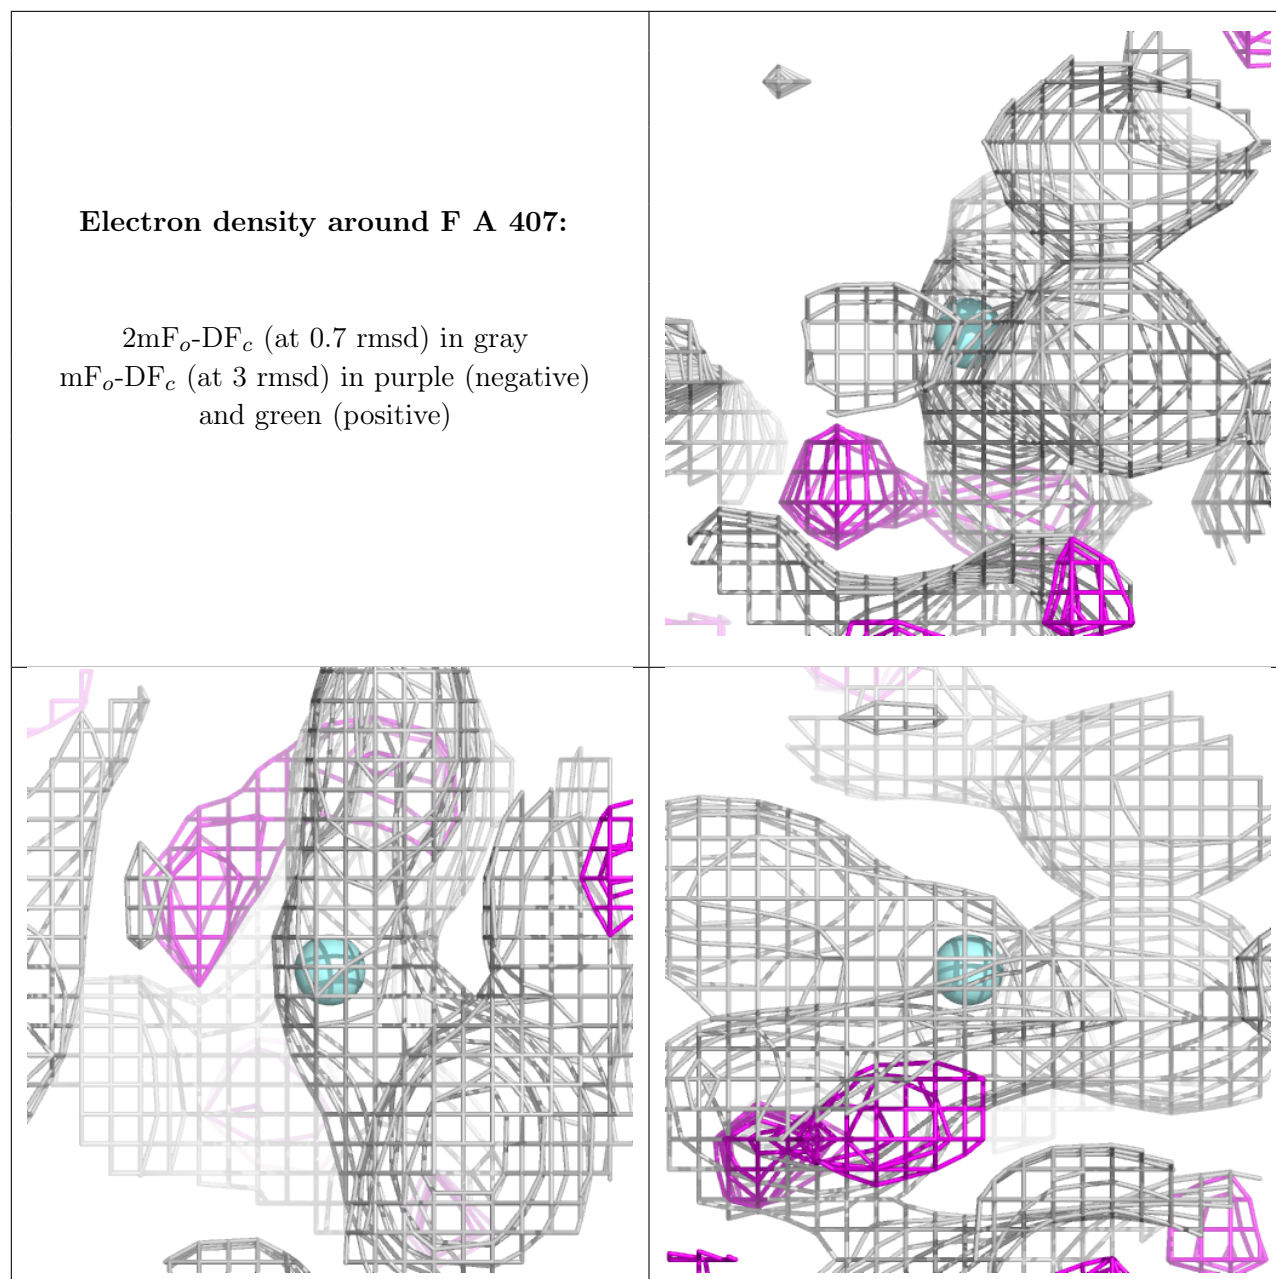 Electron density around F A 407:
2mFo-DFc (at 0.7 rmsd) in gray
mFo-DFc (at 3 rmsd) in purple (negative)
and green (positive)